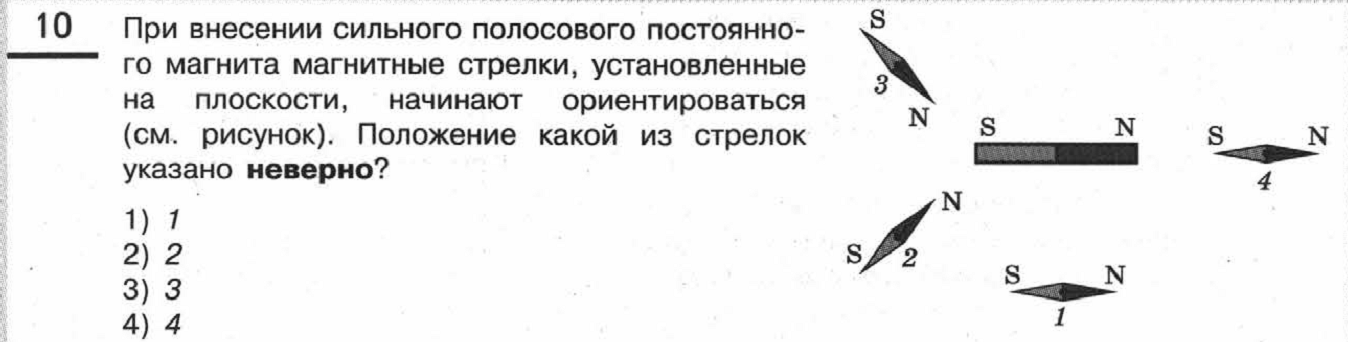 10
При внесении сильного полосового постоянно-
го магнита магнитные стрелки, установленные
на плоскости, начинают ориентироваться
(см. рисунок). Положение какой из стрелок
указано неверно?
1) 1
2) 2
3) 3
4) 4
S
3
N
S N
S N
4
N
S 2
S N
1